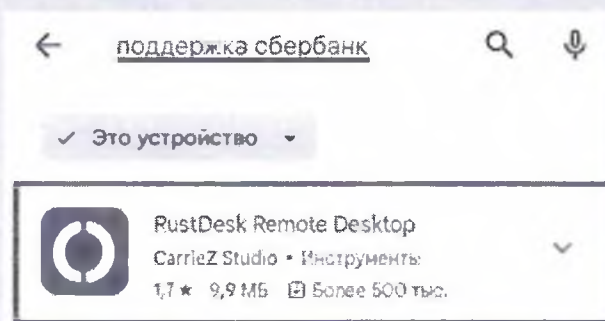 поддержка сбербанк
Это устройство
RustDesk Remote Desktop
CarrieZ Studio • Инструменты
1,7 ★ 9,9 МБ Более 500 тыс.